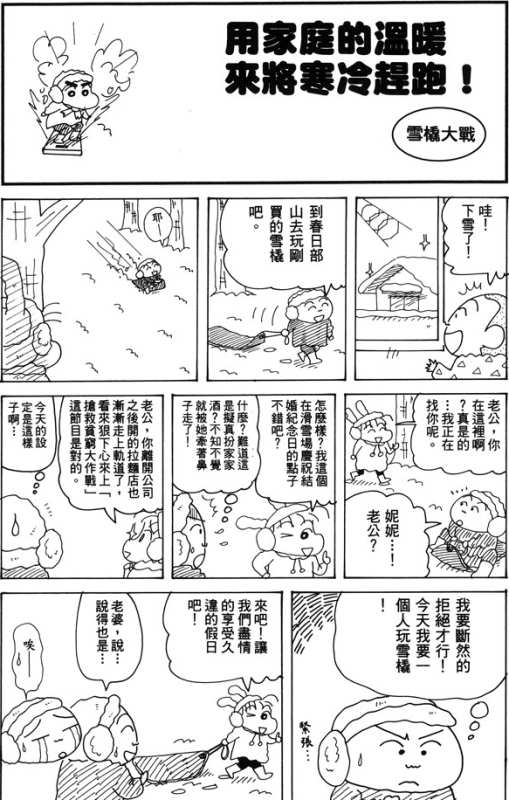 用家庭的溫暖
來將寒冷趕跑！
雪橇大戰
哇！
下雪了！
到春日部
山去玩剛
買的雪橇
吧。
耶—
老公，你
在這裡啊
？真是的
…我正在
找你呢。
妮妮…！
老公？
怎麼樣？我這個
在滑雪場慶祝結
婚紀念日的點子
不錯吧？
什麼？難道這
是擬真扮家家
酒？不知不覺
就被她牽著鼻
子走了！
老公，你離開公司
之後開的拉麵店也
漸漸走上軌道了，
看來狠下心來上「
搶救貧窮大作戰」
這節目是對的。
今天的設
定是這樣
子啊…
我要斷然的
拒絕才行！
今天我要一
個人玩雪橇
！
緊張…
來吧！讓
我們盡情
的享受久
違的假日
吧！
老婆，說…
說得也是…
唉—